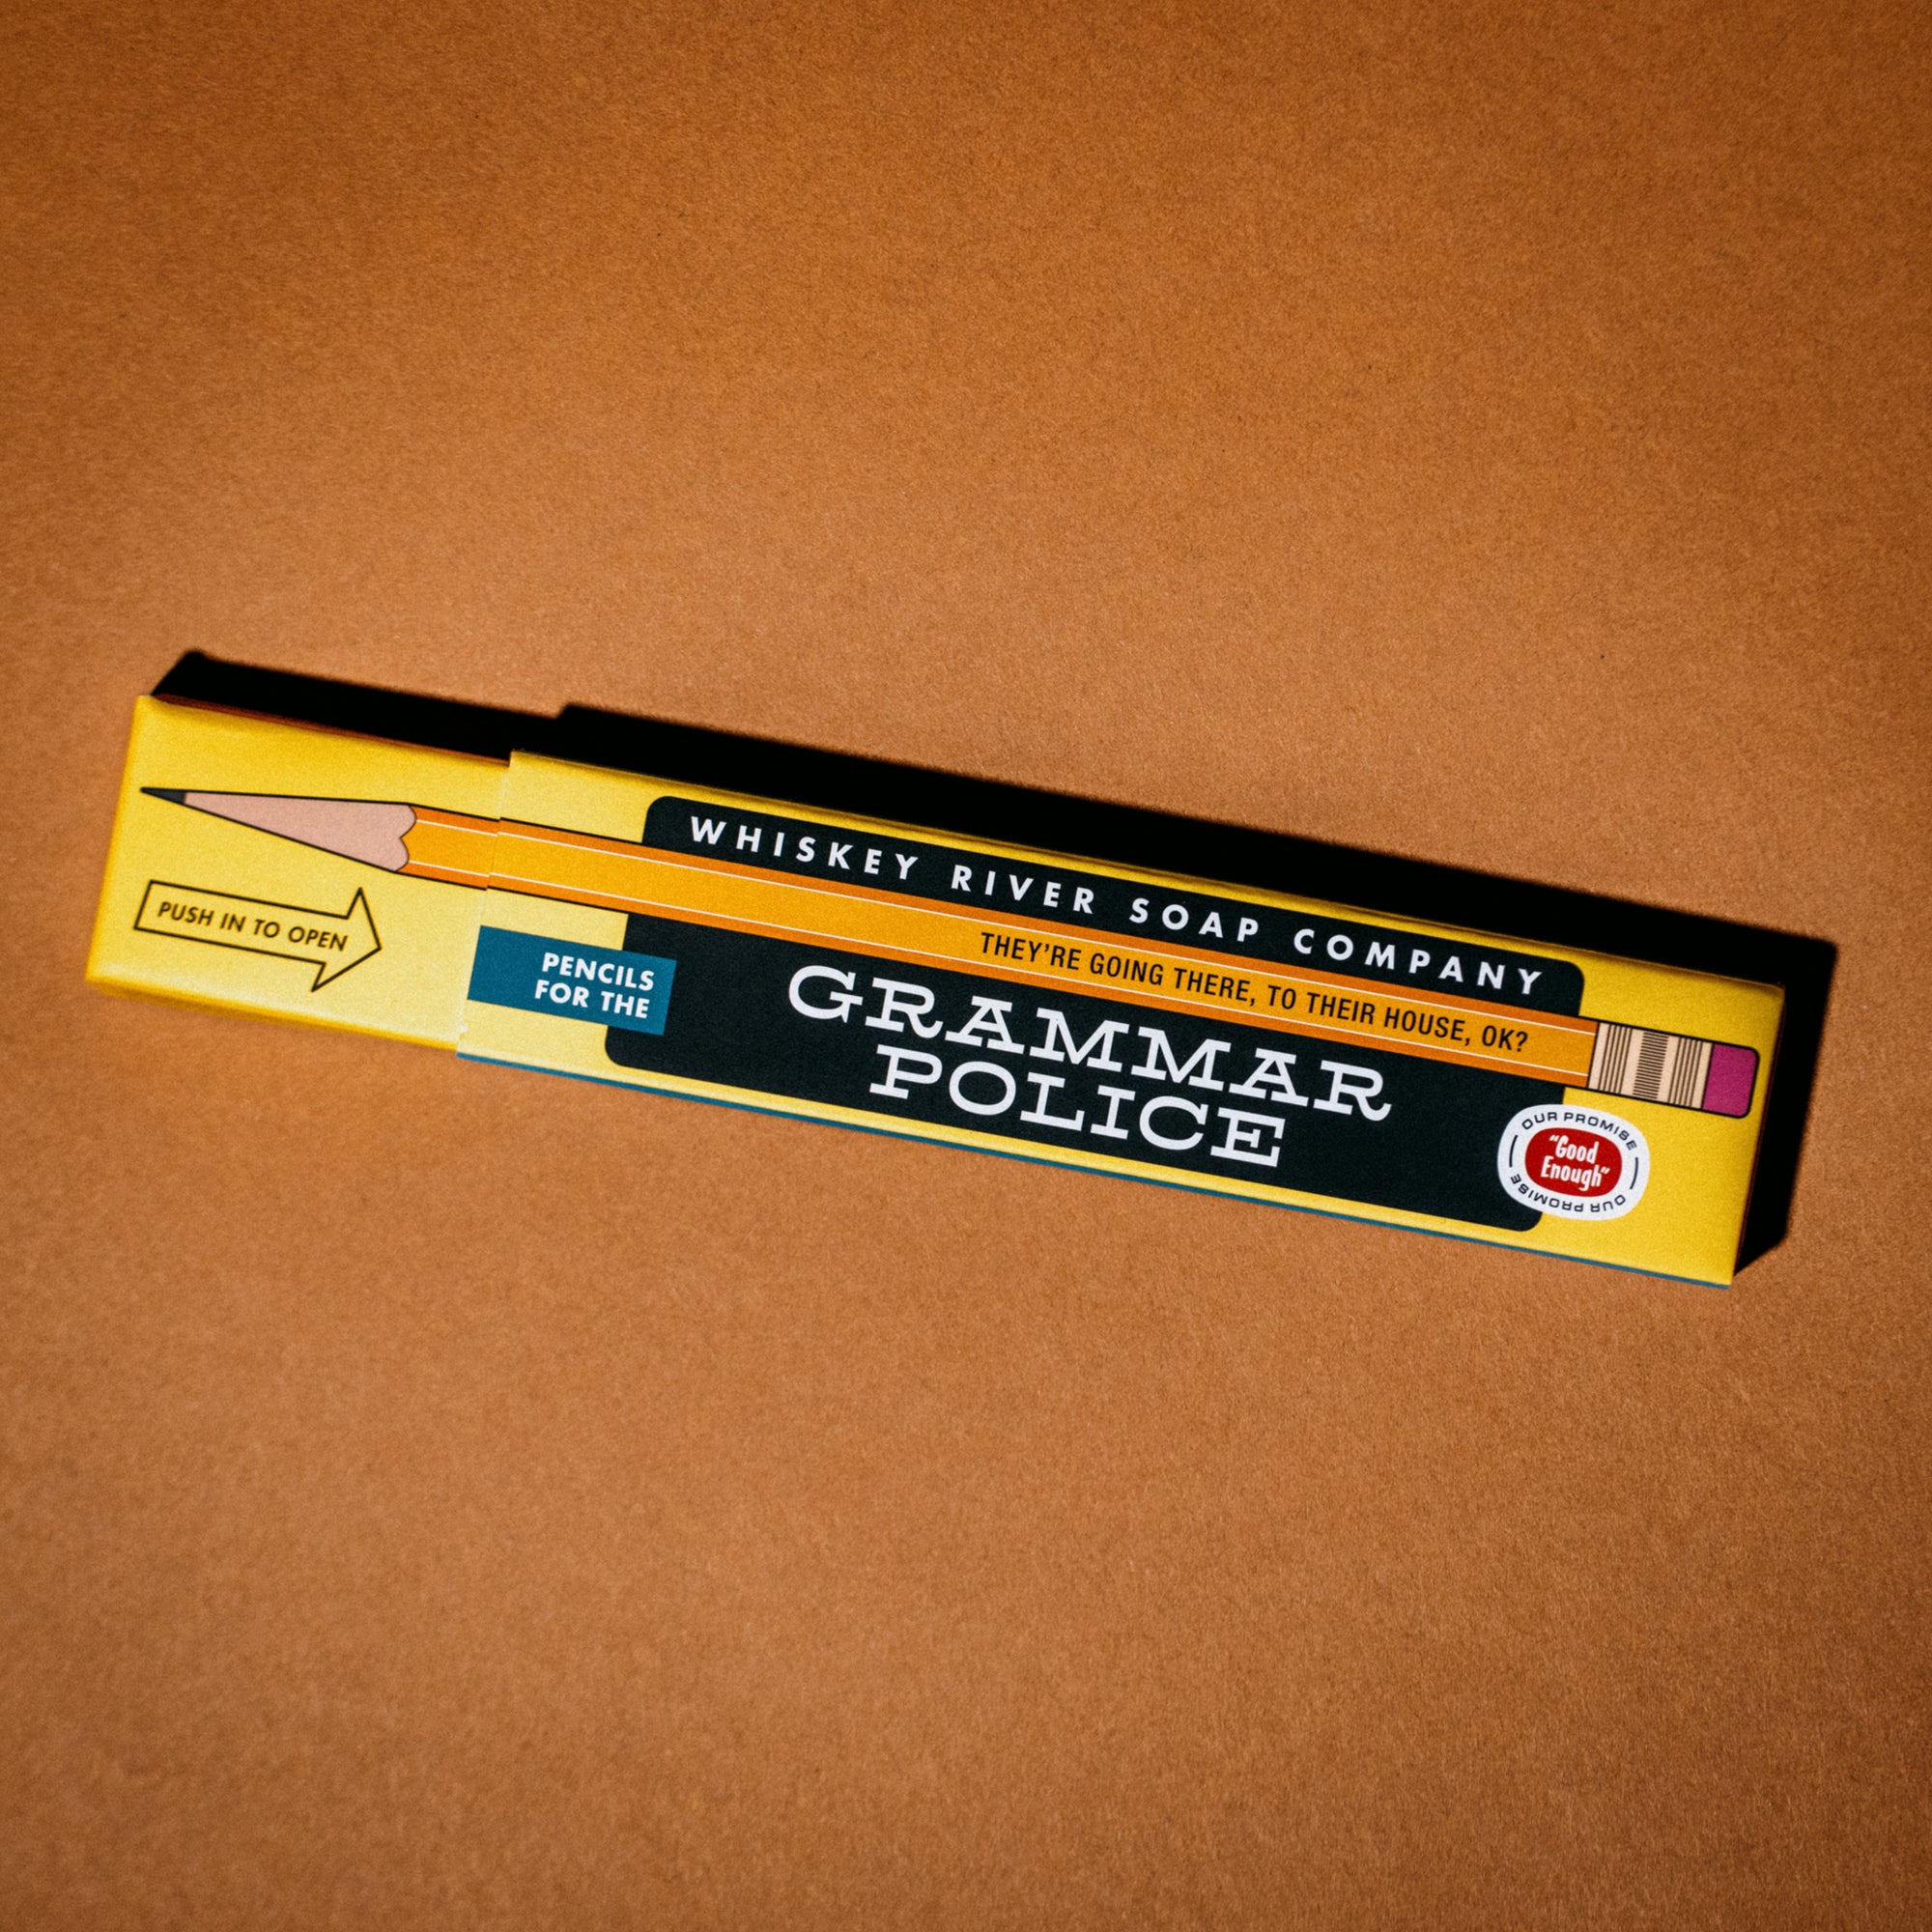 WHISKEY RIVER SOAP COMPANY
THEY'RE GOING THERE, TO THEIR HOUSE, OK?
PUSH IN TO OPEN
PENCILS
FOR THE
GRAMMAR
POLICE
OUR PROMISE
"Good
Enough"
OUR PROMISE